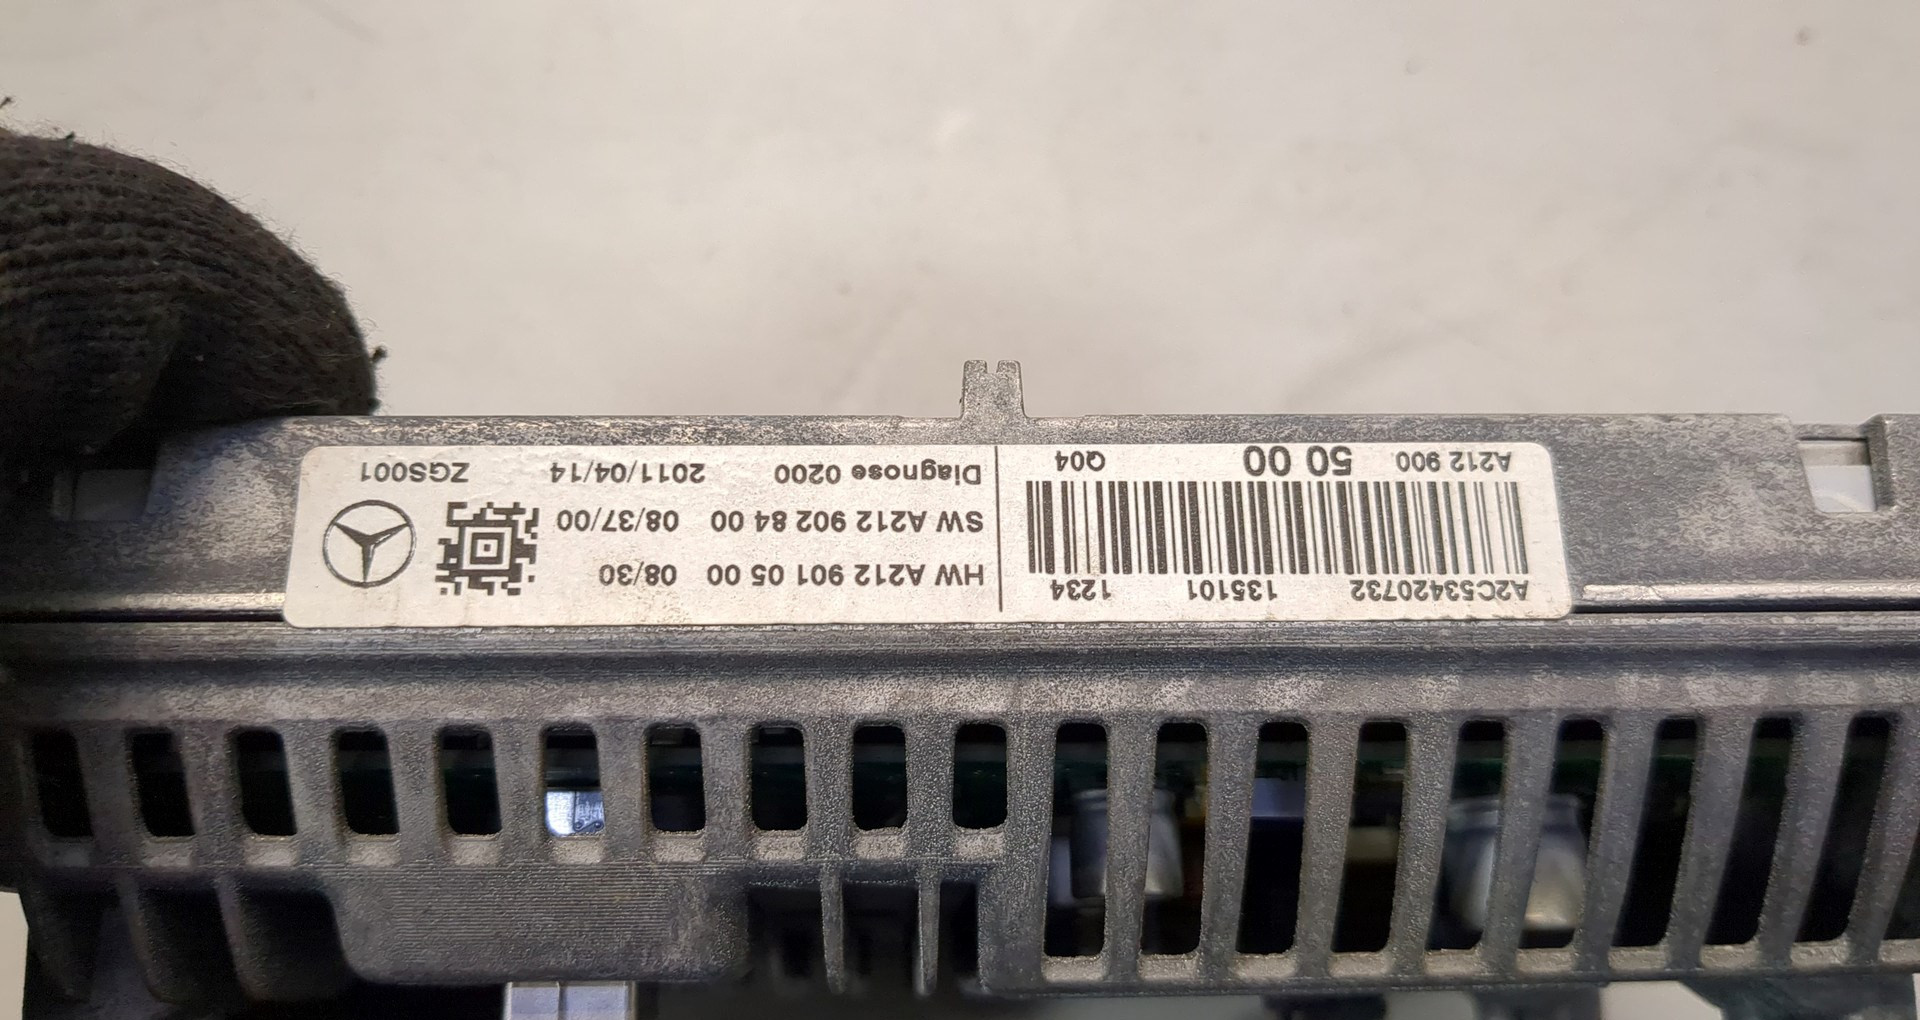 A2C53420732 135101 1234
A212 900 50 00 Q04
HW A212 901 05 00 08/30
SW A212 902 84 00 08/37/00
Diagnose 0200 2011/04/14 ZGS001